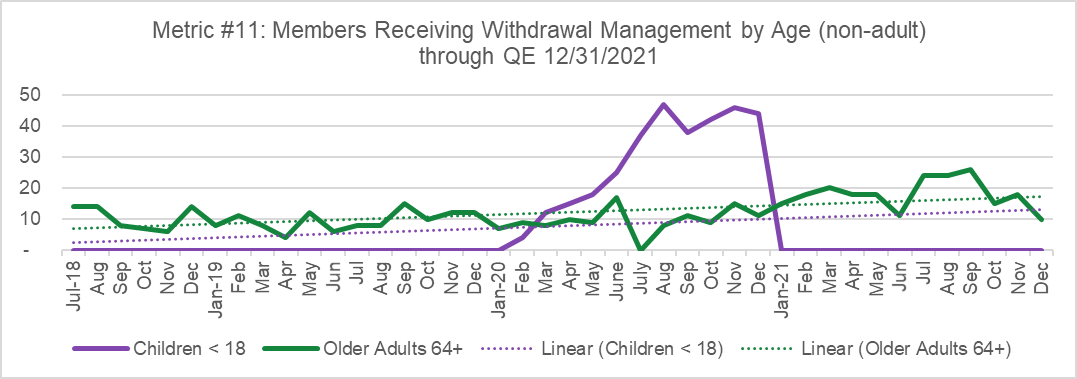 Metric #11: Members Receiving Withdrawal Management by Age (non-adult)
through QE 12/31/2021
50
40
30
20
10
-
Jul-18 Aug Sep Oct Nov Dec Jan-19 Feb Mar Apr May Jun Jul Aug Sep Oct Nov Dec Jan-20 Feb Mar Apr May June July Aug Sep Oct Nov Dec Jan-21 Feb Mar Apr May Jun Jul Aug Sep Oct Nov Dec
Children < 18 Older Adults 64+ Linear (Children < 18) Linear (Older Adults 64+)